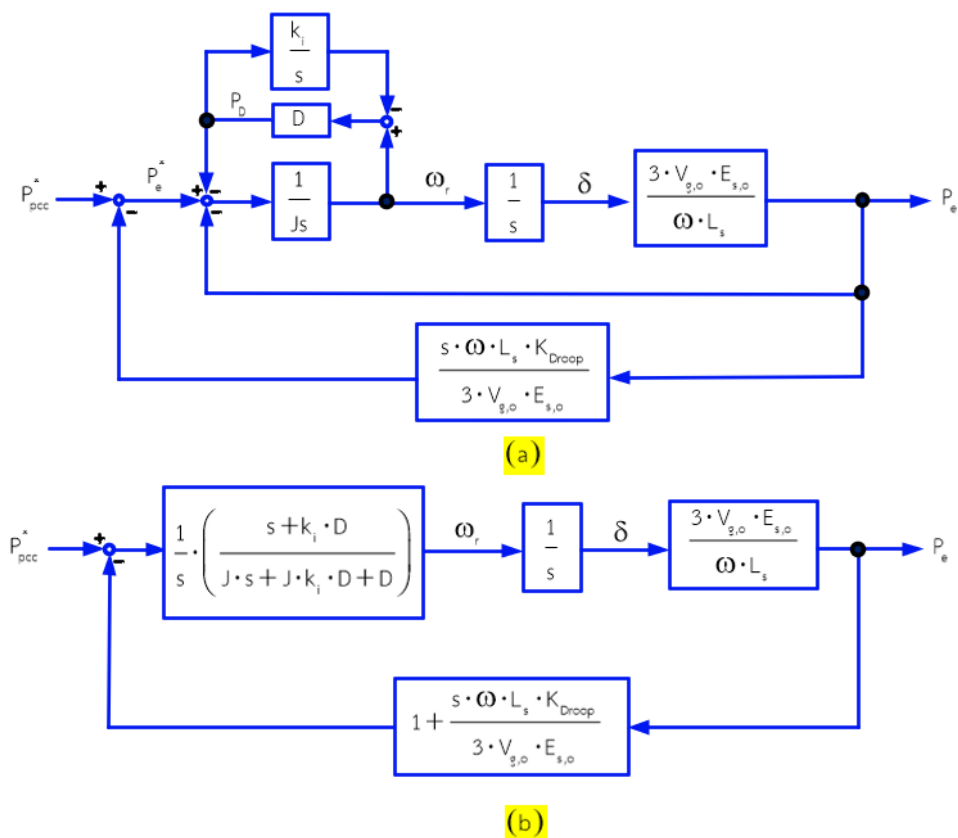 k_i
s
P_D
D
P*_pcc
P*_e
1
Js
ω_r
1
s
δ
3·V_g,o·E_s,o
ω·L_s
P_e
s·ω·L_s·K_Droop
3·V_g,o·E_s,o
(a)
P*_pcc
1/s·((s+k_i·D)/(J·s+J·k_i·D+D))
ω_r
1
s
δ
3·V_g,o·E_s,o
ω·L_s
P_e
1+(s·ω·L_s·K_Droop)/(3·V_g,o·E_s,o)
(b)